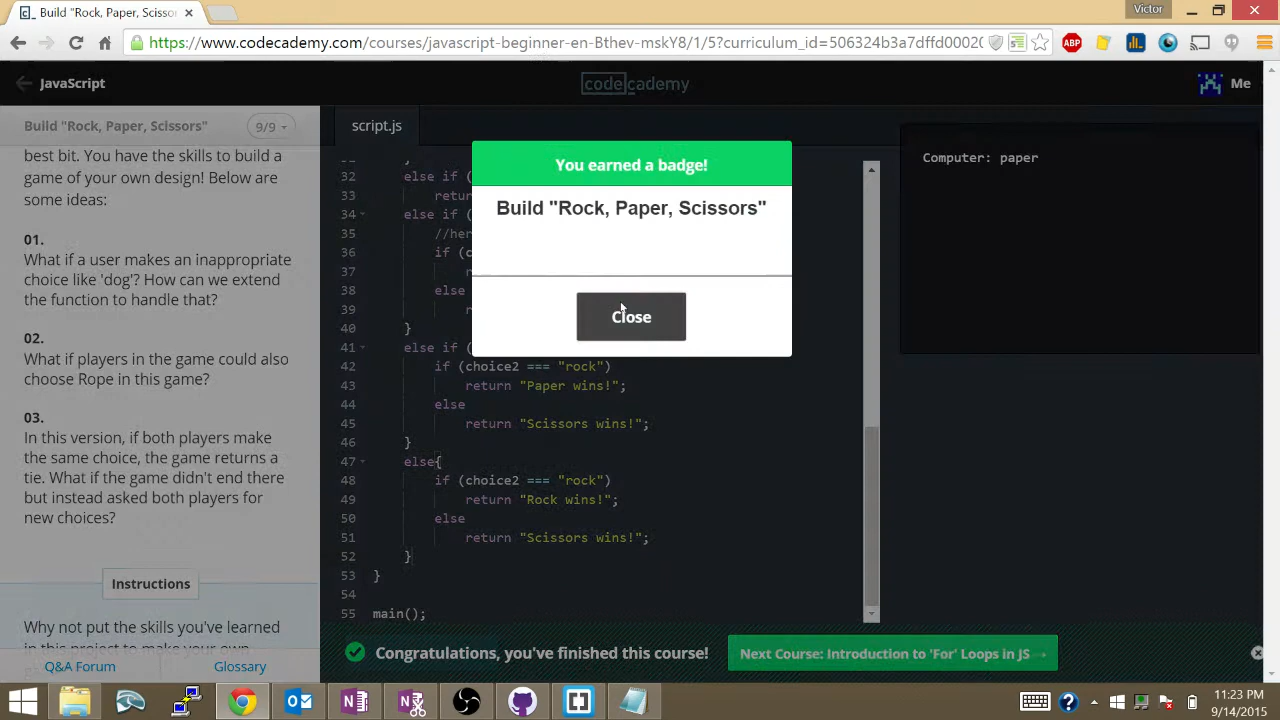 Build "Rock, Paper, Scissor
Victor
https://www.codecademy.com/courses/javascript-beginner-en-Bthev-mskY8/1/5?curriculum_id=506324b3a7dffd00020
ABP
JavaScript
codecademy
Me
Build "Rock, Paper, Scissors"
9/9
best bit. You have the skills to build a
game of your own design! Below are
some ideas:
01.
What if a user makes an inappropriate
choice like 'dog'? How can we extend
the function to handle that?
02.
What if players in the game could also
choose Rope in this game?
03.
In this version, if both players make
the same choice, the game returns a
tie. What if the game didn't end there
but instead asked both players for
new choices?
Instructions
Why not put the skills you've learned
in this project to make your own
Q&A Forum
Glossary
script.js
32 else if (
33 retur
34 else if (
35 //her
36 if (c
37 r
38 else
39 r
40 }
41 else if (
42 if (choice2 === "rock")
43 return "Paper wins!";
44 else
45 return "Scissors wins!";
46 }
47 else{
48 if (choice2 === "rock")
49 return "Rock wins!";
50 else
51 return "Scissors wins!";
52 }
53 }
54
55 main();
You earned a badge!
Build "Rock, Paper, Scissors"
Close
Computer: paper
Congratulations, you've finished this course!
Next Course: Introduction to 'For' Loops in JS →
11:23 PM
9/14/2015